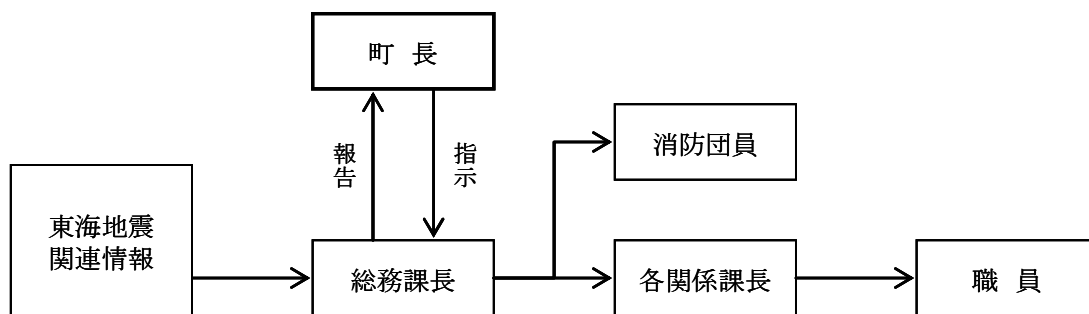 町 長
消防団員
報告
指示
東海地震
関連情報
総務課長
各関係課長
職 員